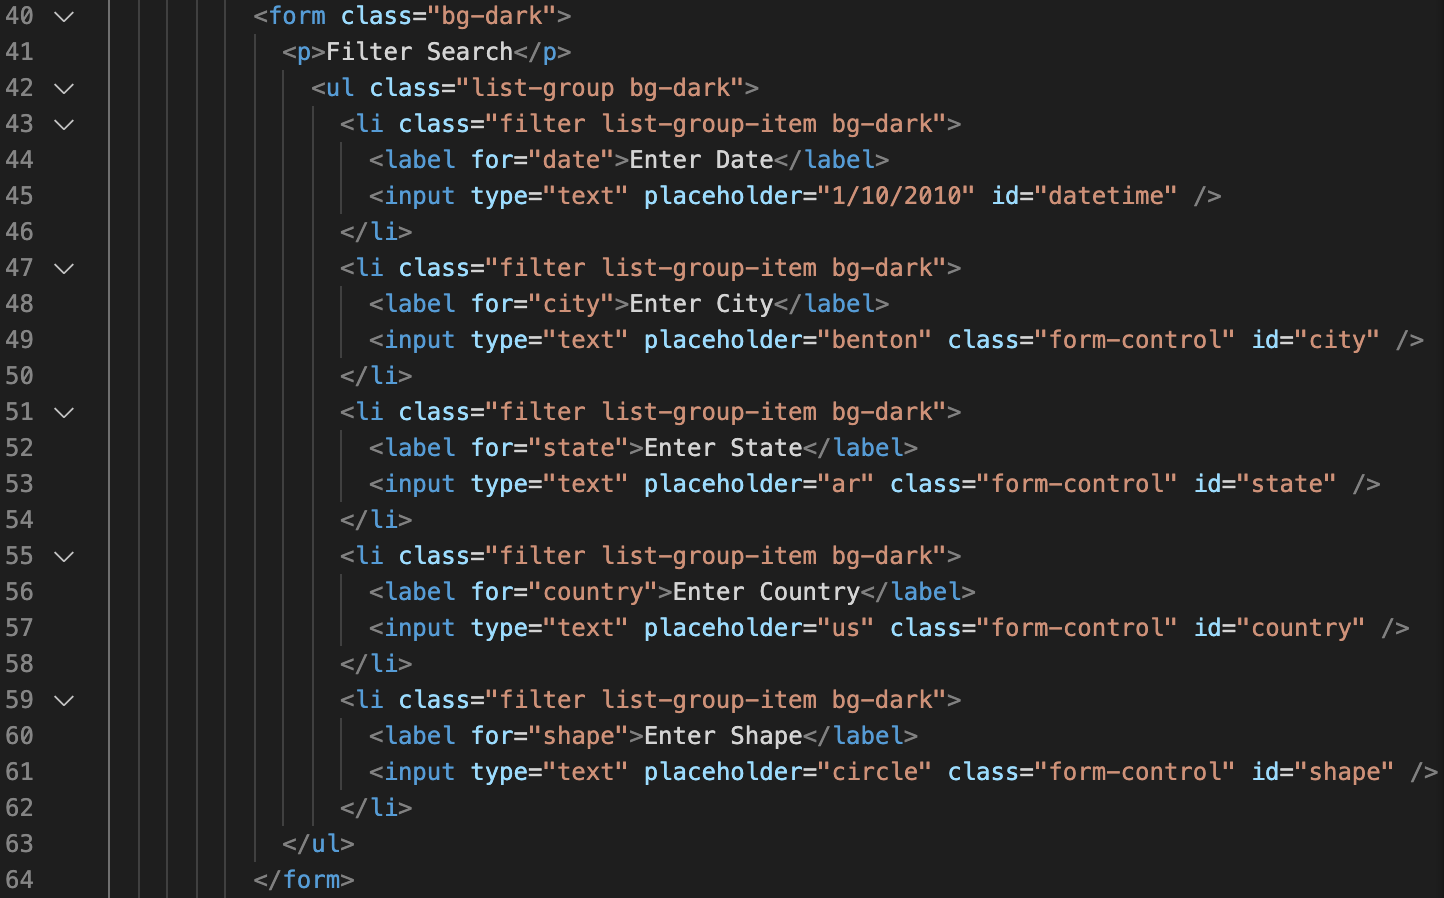 40 <form class="bg-dark">
41 <p>Filter Search</p>
42 <ul class="list-group bg-dark">
43 <li class="filter list-group-item bg-dark">
44 <label for="date">Enter Date</label>
45 <input type="text" placeholder="1/10/2010" id="datetime" />
46 </li>
47 <li class="filter list-group-item bg-dark">
48 <label for="city">Enter City</label>
49 <input type="text" placeholder="benton" class="form-control" id="city" />
50 </li>
51 <li class="filter list-group-item bg-dark">
52 <label for="state">Enter State</label>
53 <input type="text" placeholder="ar" class="form-control" id="state" />
54 </li>
55 <li class="filter list-group-item bg-dark">
56 <label for="country">Enter Country</label>
57 <input type="text" placeholder="us" class="form-control" id="country" />
58 </li>
59 <li class="filter list-group-item bg-dark">
60 <label for="shape">Enter Shape</label>
61 <input type="text" placeholder="circle" class="form-control" id="shape" />
62 </li>
63 </ul>
64 </form>